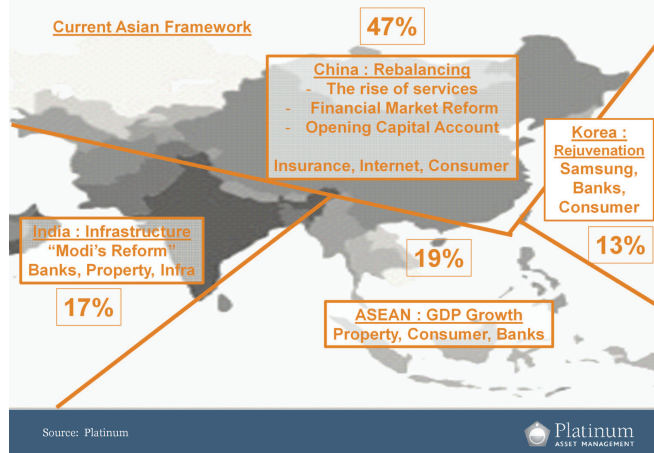 Current Asian Framework
47%
China : Rebalancing
- The rise of services
- Financial Market Reform
- Opening Capital Account
Insurance, Internet, Consumer
Korea :
Rejuvenation
Samsung,
Banks,
Consumer
13%
India : Infrastructure
“Modi’s Reform”
Banks, Property, Infra
17%
19%
ASEAN : GDP Growth
Property, Consumer, Banks
Source: Platinum
Platinum
ASSET MANAGEMENT